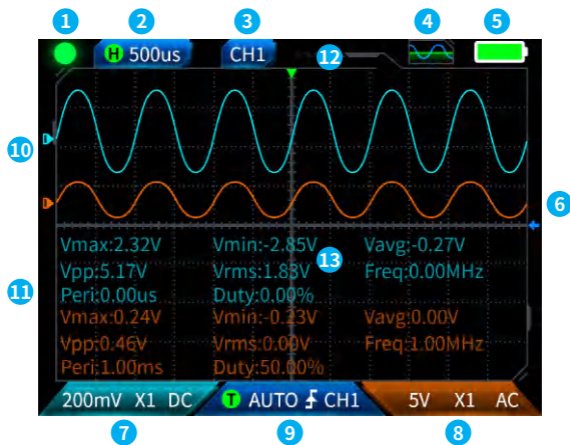 1 2 3 4 5
H 500us CH1
12
10
6
Vmax:2.32V Vmin:-2.85V Vavg:-0.27V
13
Vpp:5.17V Vrms:1.83V Freq:0.00MHz
11
Peri:0.00us Duty:0.00%
Vmax:0.24V Vmin:-0.23V Vavg:0.00V
Vpp:0.46V Vrms:0.00V Freq:1.00MHz
Peri:1.00ms Duty:50.00%
200mV X1 DC T AUTO CH1 5V X1 AC
7 9 8